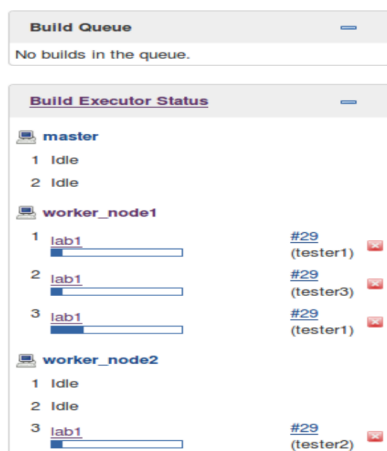 Build Queue
No builds in the queue.
Build Executor Status
master
1 Idle
2 Idle
worker_node1
1 lab1 #29
(tester1)
2 lab1 #29
(tester3)
3 lab1 #29
(tester1)
worker_node2
1 Idle
2 Idle
3 lab1 #29
(tester2)